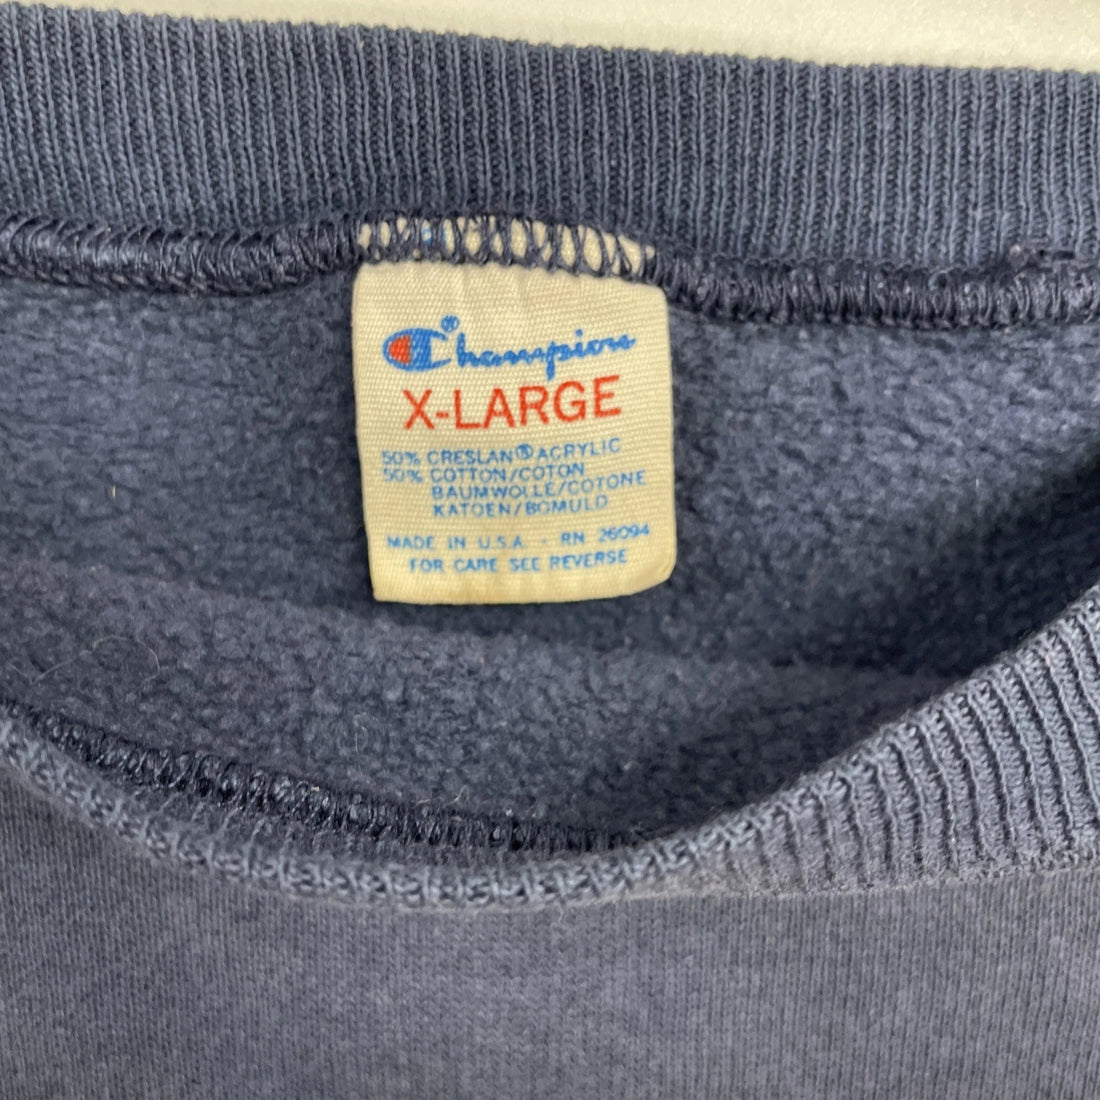 Champion®
X-LARGE
50% CRESLAN® ACRYLIC
50% COTTON/COTON
BAUMWOLLE/COTONE
KATOEN/BOMULD
MADE IN U.S.A. - RN 26094
FOR CARE SEE REVERSE